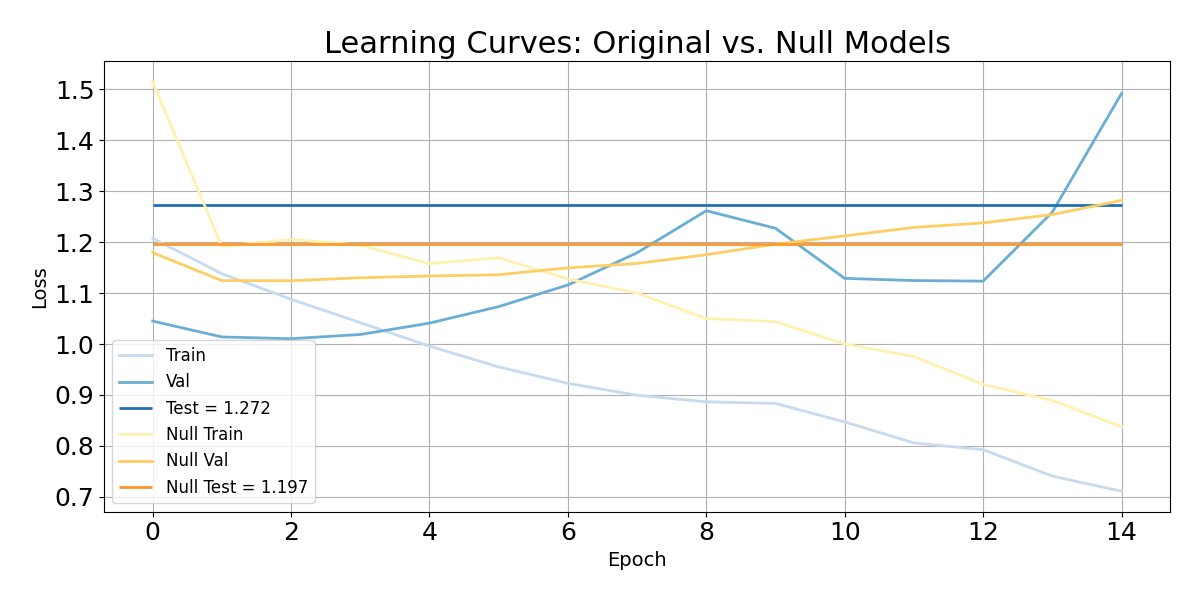 Learning Curves: Original vs. Null Models
1.5
1.4
1.3
1.2
1.1
1.0
0.9
0.8
0.7
Loss
Train
Val
Test = 1.272
Null Train
Null Val
Null Test = 1.197
0 2 4 6 8 10 12 14
Epoch